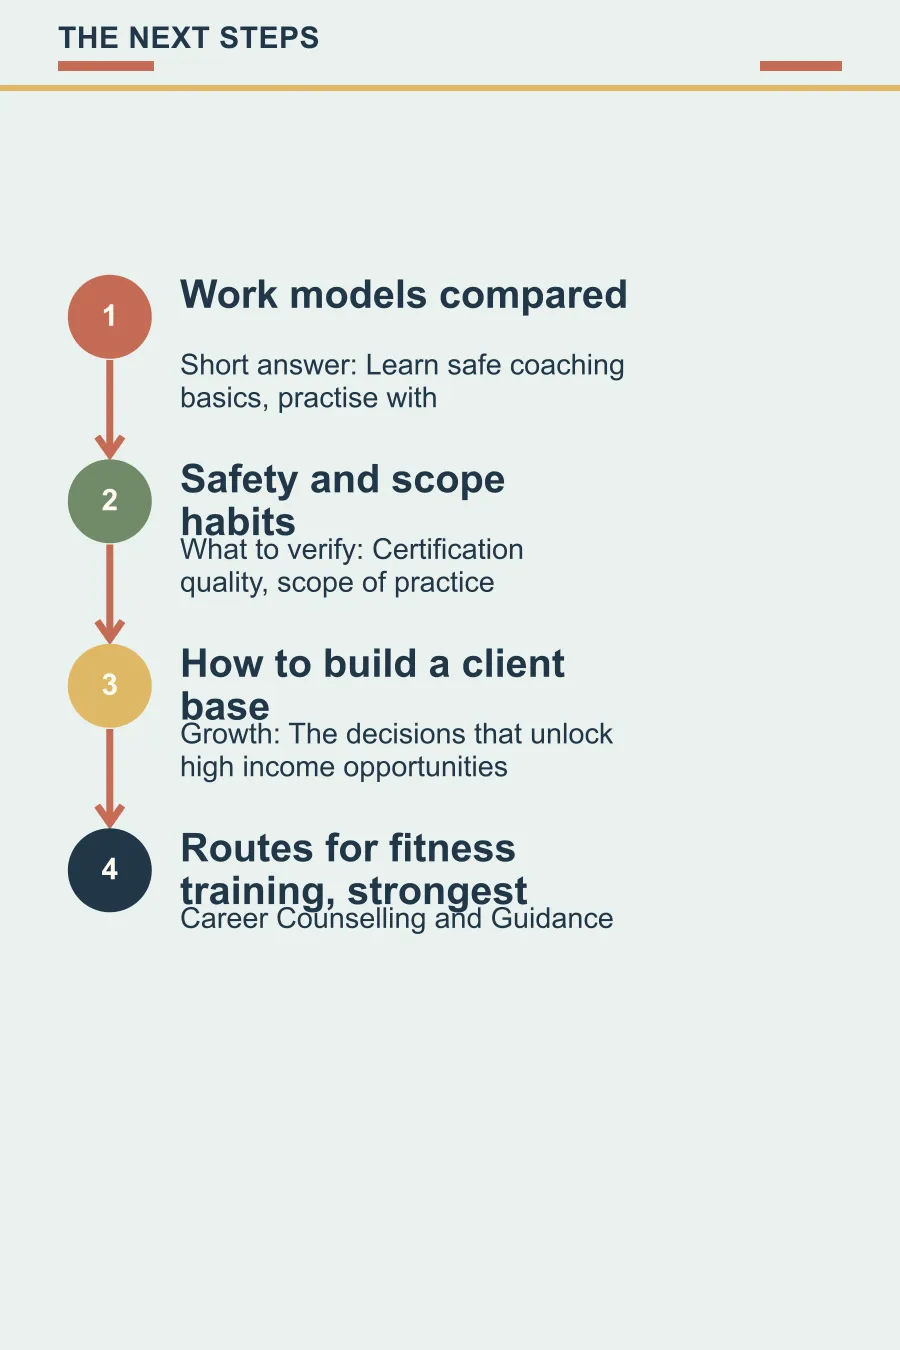 THE NEXT STEPS
1
Work models compared
Short answer: Learn safe coaching
basics, practise with
2
Safety and scope
habits
What to verify: Certification
quality, scope of practice
3
How to build a client
base
Growth: The decisions that unlock
high income opportunities
4
Routes for fitness
training, strongest
Career Counselling and Guidance